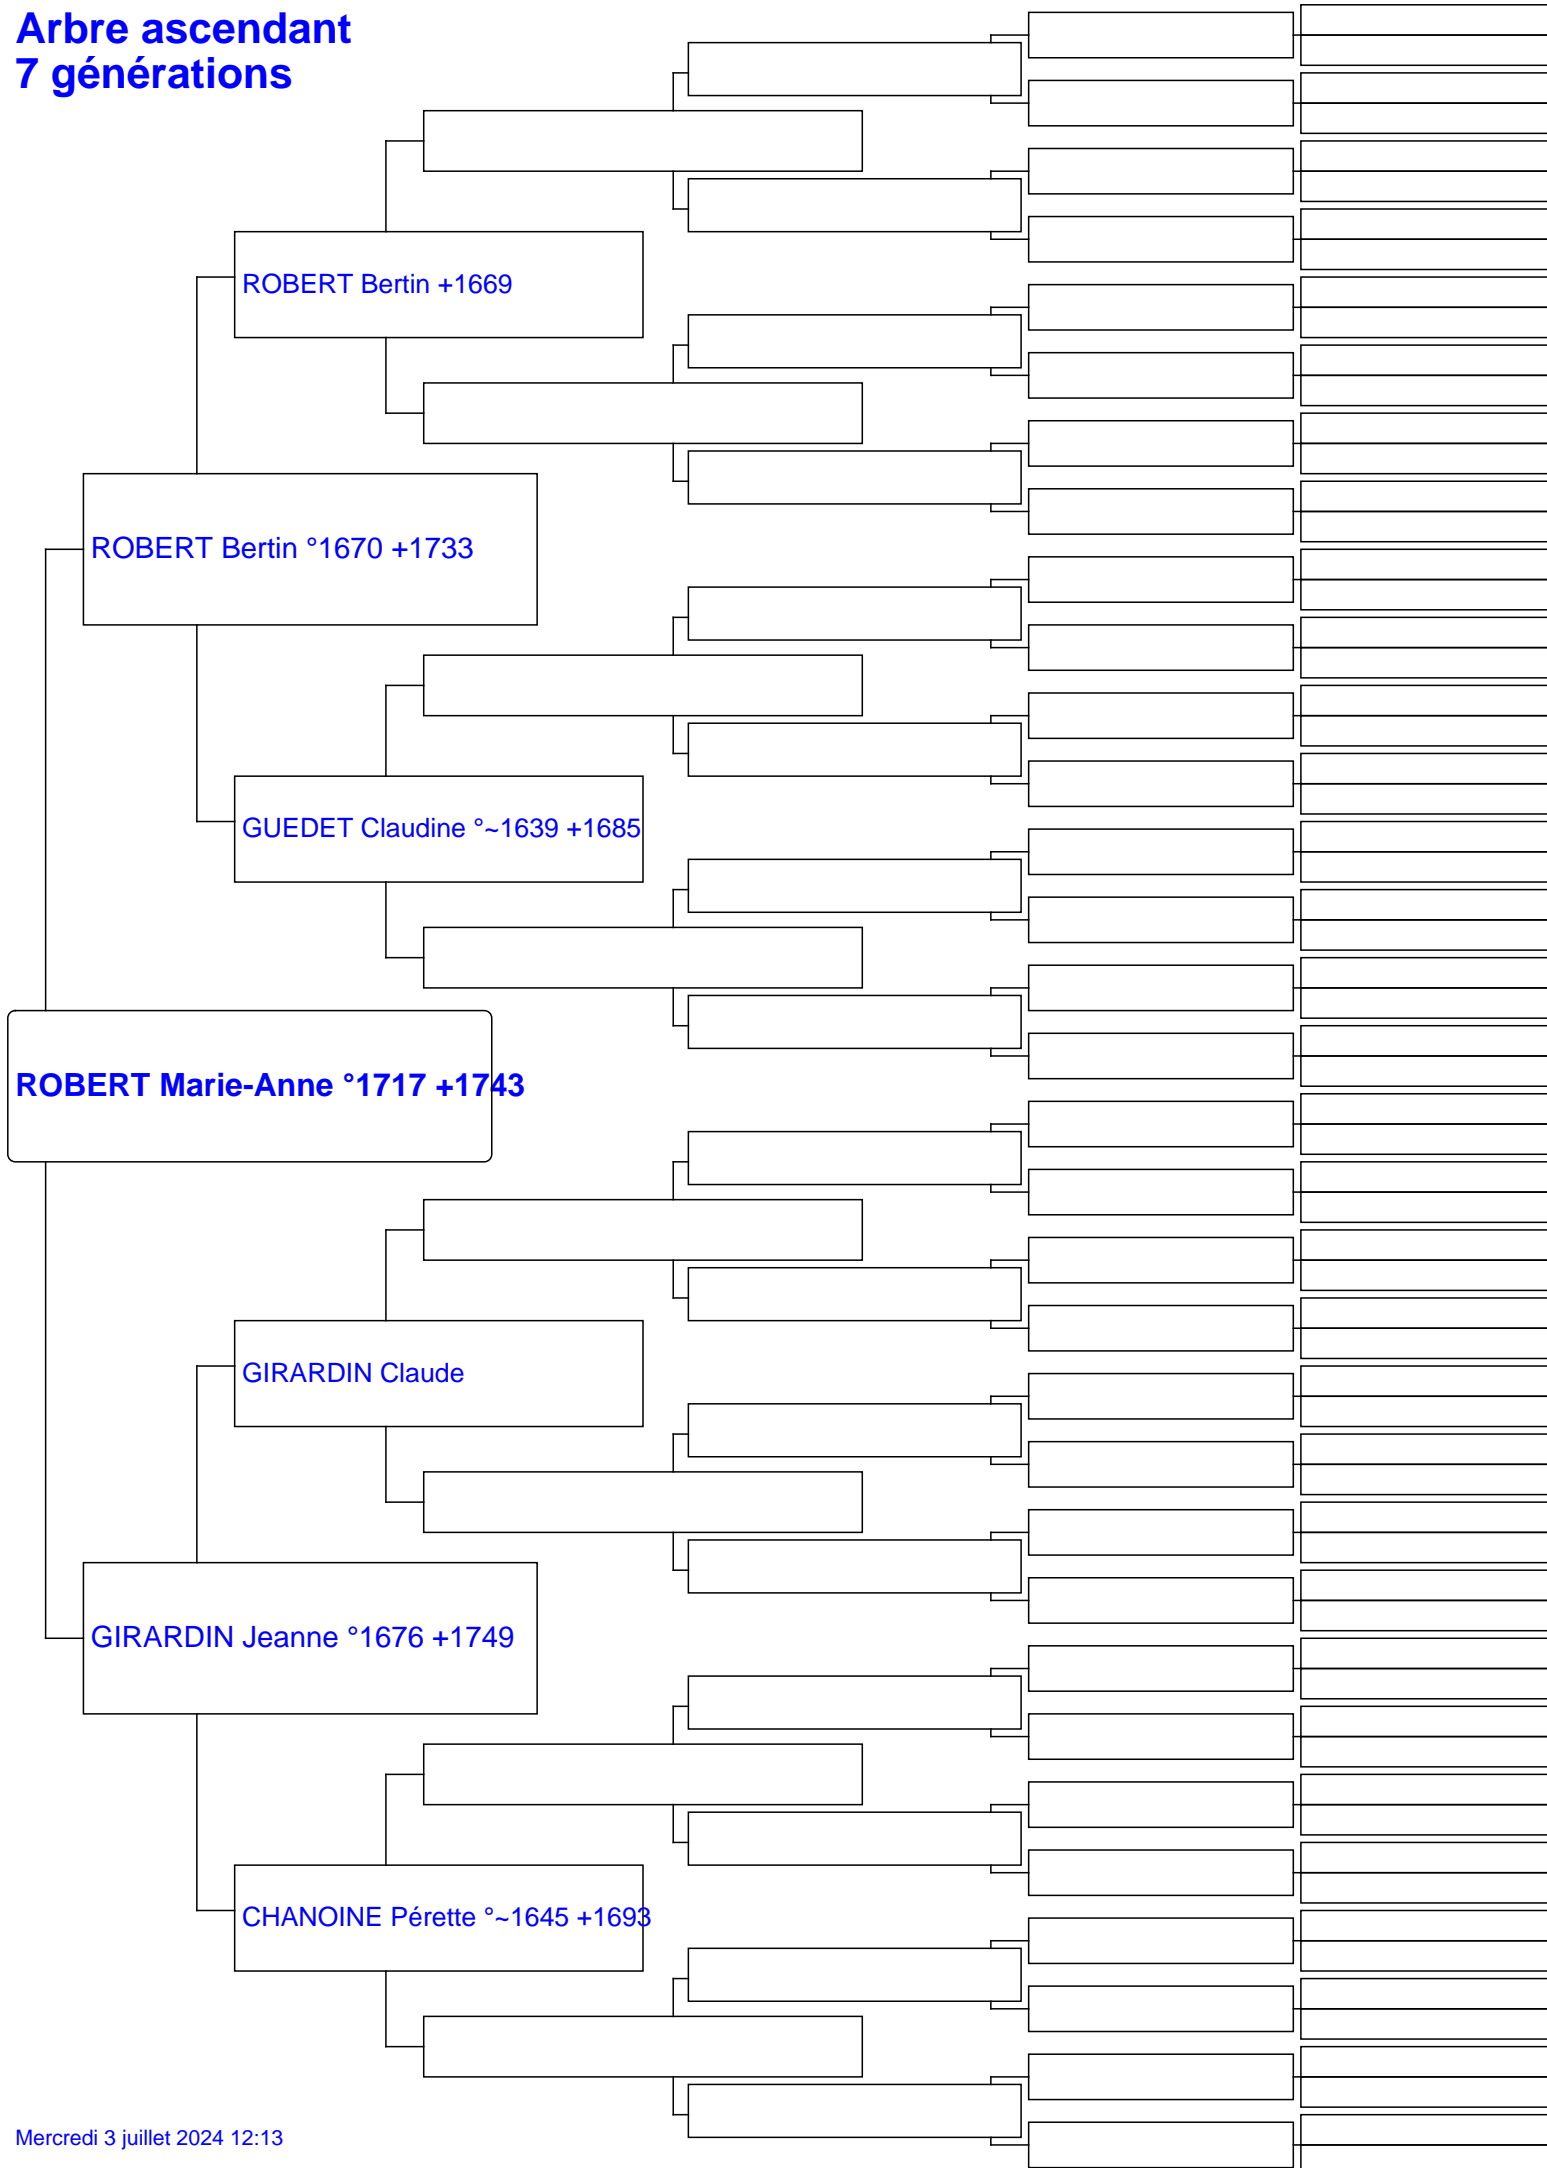 Arbre ascendant
7 générations
ROBERT Bertin +1669
ROBERT Bertin °1670 +1733
GUEDET Claudine °~1639 +1685
ROBERT Marie-Anne °1717 +1743
GIRARDIN Claude
GIRARDIN Jeanne °1676 +1749
CHANOINE Pérette °~1645 +1693
Mercredi 3 juillet 2024 12:13